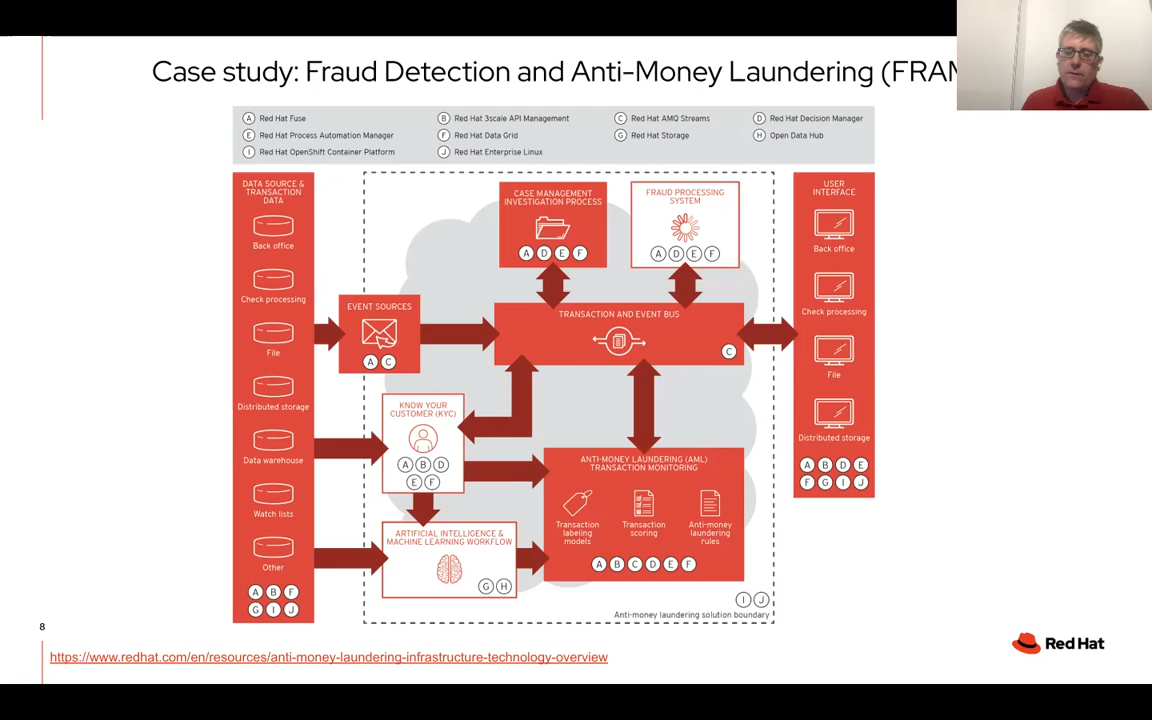 Case study: Fraud Detection and Anti-Money Laundering (FRAM
A Red Hat Fuse
B Red Hat 3scale API Management
C Red Hat AMQ Streams
D Red Hat Decision Manager
E Red Hat Process Automation Manager
F Red Hat Data Grid
G Red Hat Storage
H Open Data Hub
I Red Hat OpenShift Container Platform
J Red Hat Enterprise Linux
DATA SOURCE &
TRANSACTION
DATA
Back office
Check processing
File
Distributed storage
Data warehouse
Watch lists
Other
A B F
G I J
EVENT SOURCES
A C
CASE MANAGEMENT
INVESTIGATION PROCESS
A D E F
FRAUD PROCESSING
SYSTEM
A D E F
TRANSACTION AND EVENT BUS
C
KNOW YOUR
CUSTOMER (KYC)
A B D
E F
ARTIFICIAL INTELLIGENCE &
MACHINE LEARNING WORKFLOW
G H
ANTI-MONEY LAUNDERING (AML)
TRANSACTION MONITORING
Transaction
labeling
models
Transaction
scoring
Anti-money
laundering
rules
A B C D E F
I J
Anti-money laundering solution boundary
USER
INTERFACE
Back office
Check processing
File
Distributed storage
A B D E
F G I J
8
https://www.redhat.com/en/resources/anti-money-laundering-infrastructure-technology-overview
Red Hat